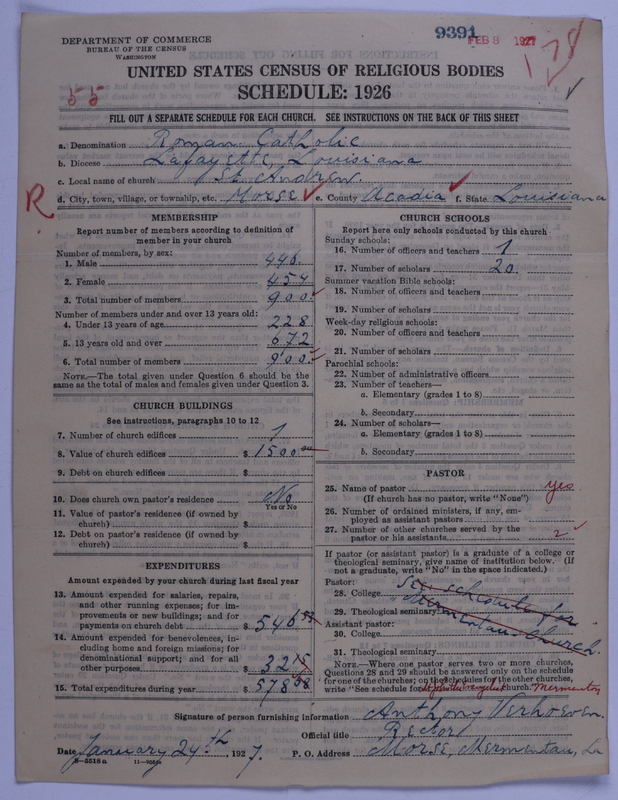 9391
FEB 8 1927
178
DEPARTMENT OF COMMERCE
BUREAU OF THE CENSUS
WASHINGTON
UNITED STATES CENSUS OF RELIGIOUS BODIES
SCHEDULE: 1926
55
FILL OUT A SEPARATE SCHEDULE FOR EACH CHURCH. SEE INSTRUCTIONS ON THE BACK OF THIS SHEET
a. Denomination Roman Catholic
b. Diocese Lafayette, Louisiana
c. Local name of church St. Andrew.
R
d. City, town, village, or township, etc. Morse e. County Acadia f. State Louisiana
MEMBERSHIP
Report number of members according to definition of
member in your church
Number of members, by sex:
1. Male 446.
2. Female 454
3. Total number of members 900
Number of members under and over 13 years old:
4. Under 13 years of age 228
5. 13 years old and over 672
6. Total number of members 900
NOTE.—The total given under Question 6 should be the
same as the total of males and females given under Question 3.
CHURCH BUILDINGS
See instructions, paragraphs 10 to 12
7. Number of church edifices 1
8. Value of church edifices $ 1500
9. Debt on church edifices $
10. Does church own pastor's residence No
Yes or No
11. Value of pastor's residence (if owned by
church) $
12. Debt on pastor's residence (if owned by
church) $
EXPENDITURES
Amount expended by your church during last fiscal year
13. Amount expended for salaries, repairs,
and other running expenses; for im-
provements or new buildings; and for
payments on church debt $ 546
14. Amount expended for benevolences, in-
cluding home and foreign missions; for
denominational support; and for all
other purposes $ 32
15. Total expenditures during year $ 578 58
CHURCH SCHOOLS
Report here only schools conducted by this church
Sunday schools:
16. Number of officers and teachers 1
17. Number of scholars 20
Summer vacation Bible schools:
18. Number of officers and teachers
19. Number of scholars
Week-day religious schools:
20. Number of officers and teachers
21. Number of scholars
Parochial schools:
22. Number of administrative officers
23. Number of teachers—
a. Elementary (grades 1 to 8)
b. Secondary
24. Number of scholars—
a. Elementary (grades 1 to 8)
b. Secondary
PASTOR
25. Name of pastor yes
(If church has no pastor, write "None")
26. Number of ordained ministers, if any, em-
ployed as assistant pastors
27. Number of other churches served by the
pastor or his assistants 2
If pastor (or assistant pastor) is a graduate of a college or
theological seminary, give name of institution below. (If
not a graduate, write "No" in the space indicated.)
Pastor:
28. College See schedule for
29. Theological seminary Mermentau Church.
Assistant pastor:
30. College
31. Theological seminary
NOTE.—Where one pastor serves two or more churches,
Questions 28 and 29 should be answered only on the schedule
for one of the churches; on the schedules for the other churches,
write "See schedule for St John Evangelist church." Mermentau
Signature of person furnishing information Anthony Verhoeven.
Official title Rector
Date January 24th, 1927. P. O. Address Morse, Mermentau, La
8-5518a